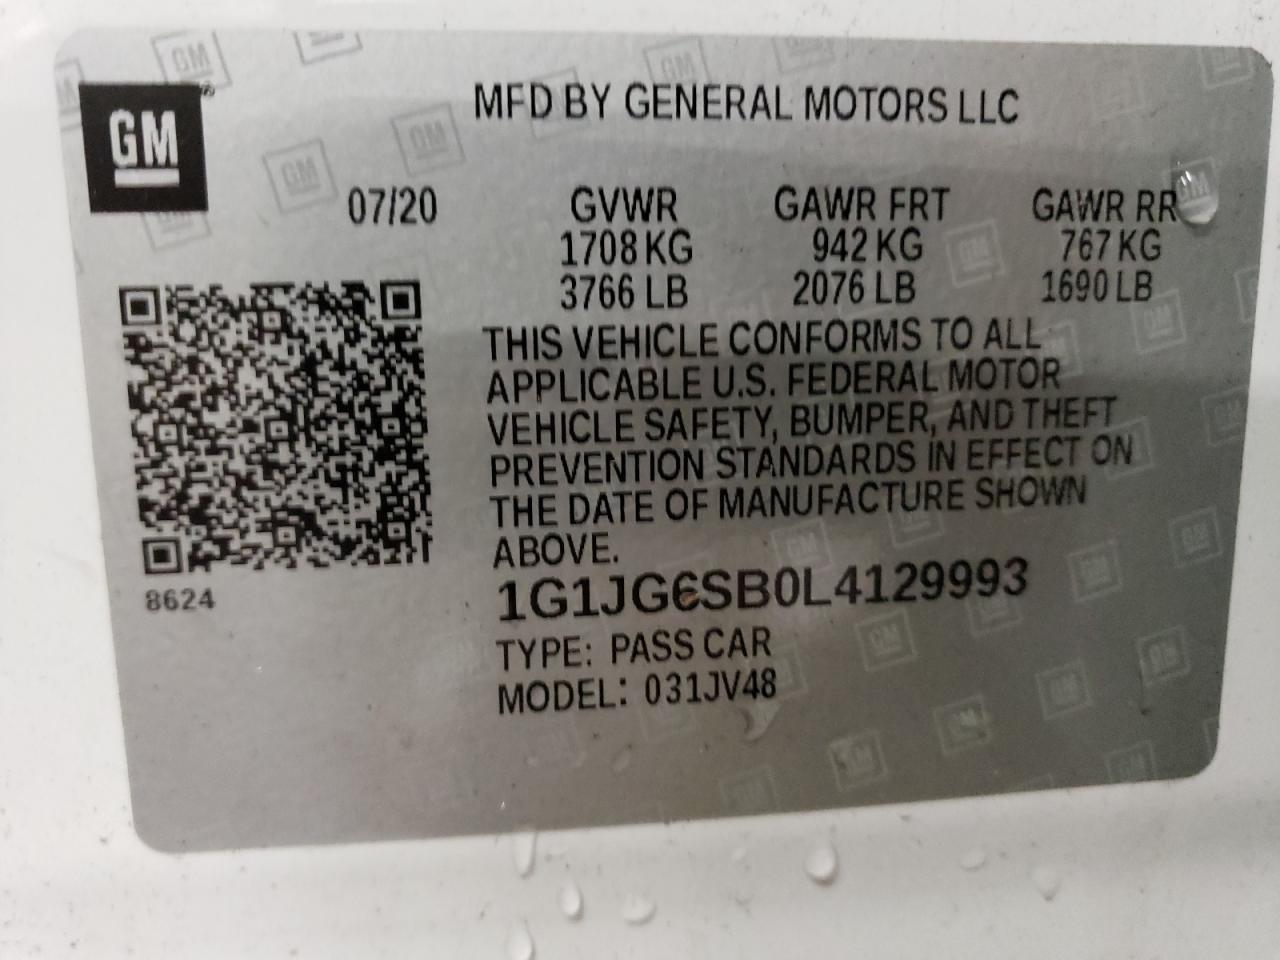 GM
MFD BY GENERAL MOTORS LLC
07/20 GVWR GAWR FRT GAWR RR
1708 KG 942 KG 767 KG
3766 LB 2076 LB 1690 LB
THIS VEHICLE CONFORMS TO ALL
APPLICABLE U.S. FEDERAL MOTOR
VEHICLE SAFETY, BUMPER, AND THEFT
PREVENTION STANDARDS IN EFFECT ON
THE DATE OF MANUFACTURE SHOWN
ABOVE.
8624
1G1JG6SB0L4129993
TYPE: PASS CAR
MODEL: 031JV48